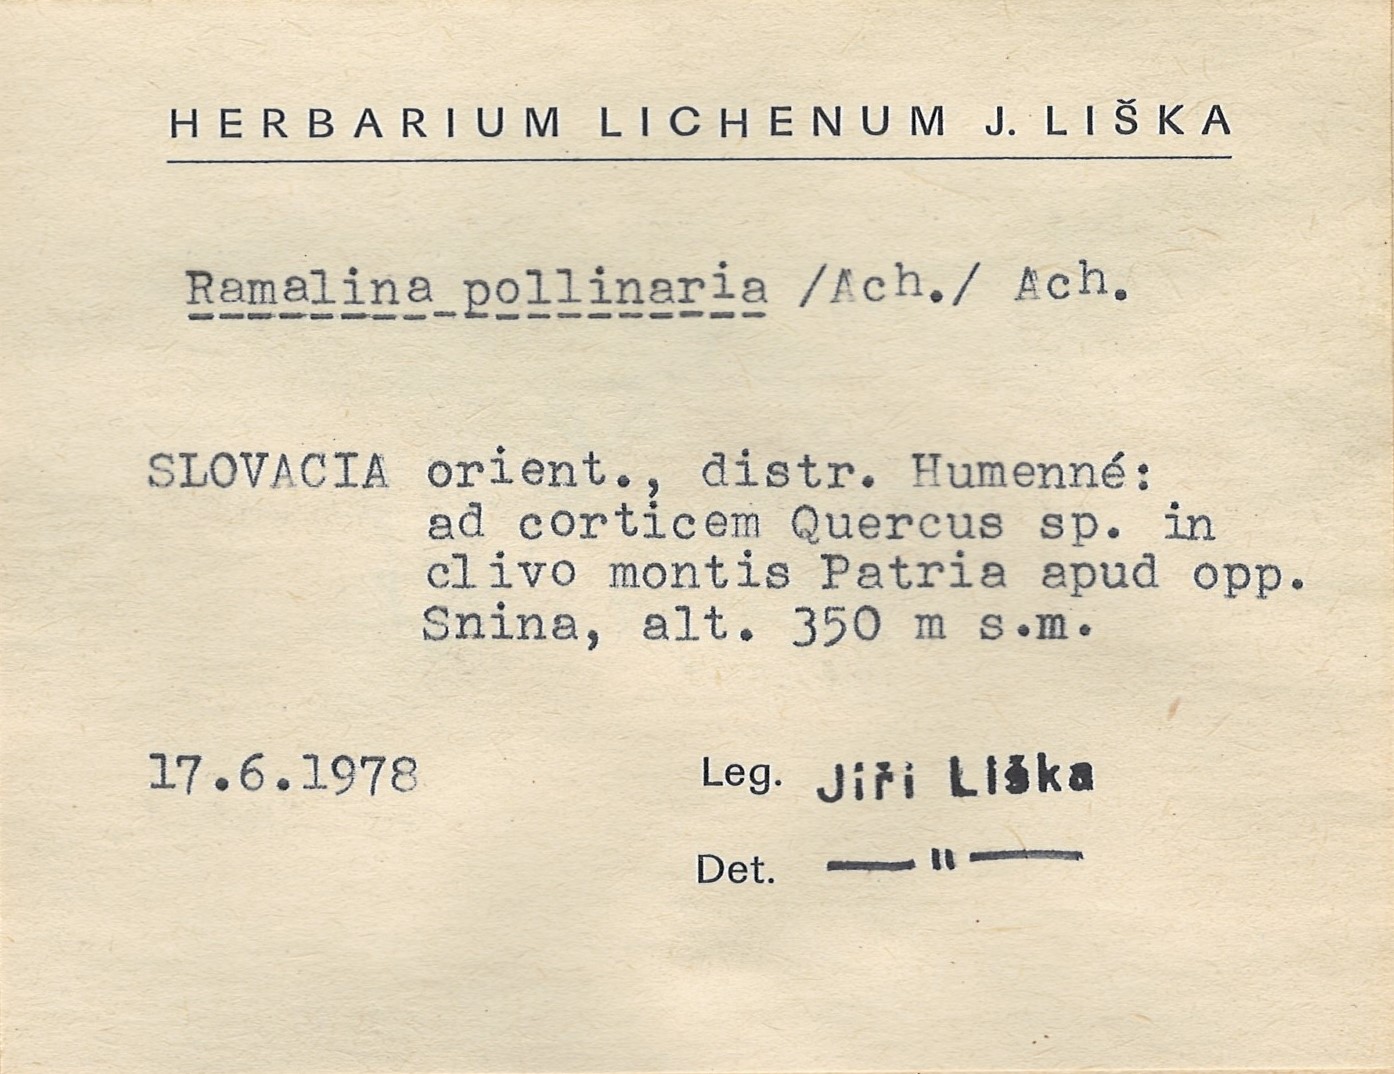 HERBARIUM LICHENUM J. LIŠKA
Ramalina pollinaria /Ach./ Ach.
SLOVACIA orient., distr. Humenné:
ad corticem Quercus sp. in
clivo montis Patria apud opp.
Snina, alt. 350 m s.m.
17.6.1978 Leg. Jiří Liška
Det. — " —